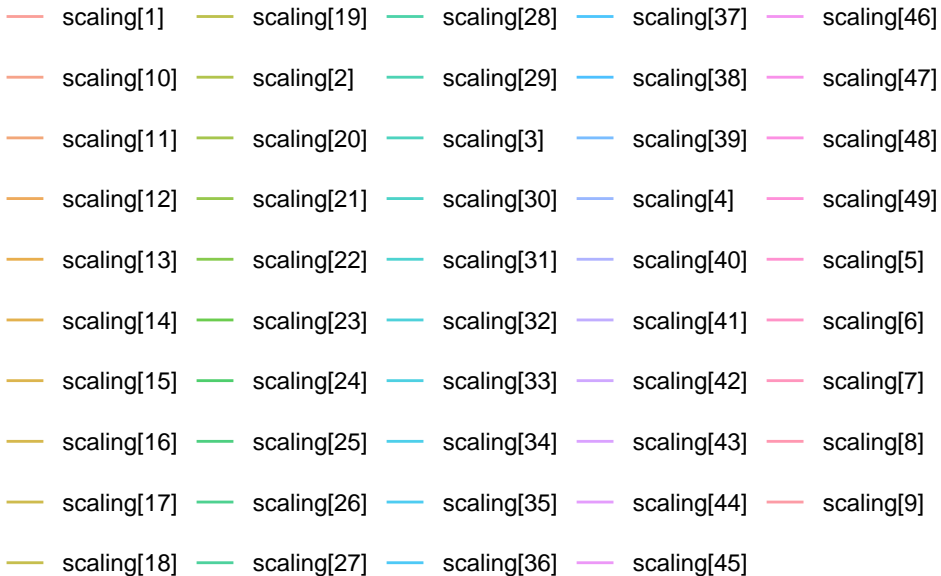 scaling[1] scaling[19] scaling[28] scaling[37] scaling[46]
scaling[10] scaling[2] scaling[29] scaling[38] scaling[47]
scaling[11] scaling[20] scaling[3] scaling[39] scaling[48]
scaling[12] scaling[21] scaling[30] scaling[4] scaling[49]
scaling[13] scaling[22] scaling[31] scaling[40] scaling[5]
scaling[14] scaling[23] scaling[32] scaling[41] scaling[6]
scaling[15] scaling[24] scaling[33] scaling[42] scaling[7]
scaling[16] scaling[25] scaling[34] scaling[43] scaling[8]
scaling[17] scaling[26] scaling[35] scaling[44] scaling[9]
scaling[18] scaling[27] scaling[36] scaling[45]